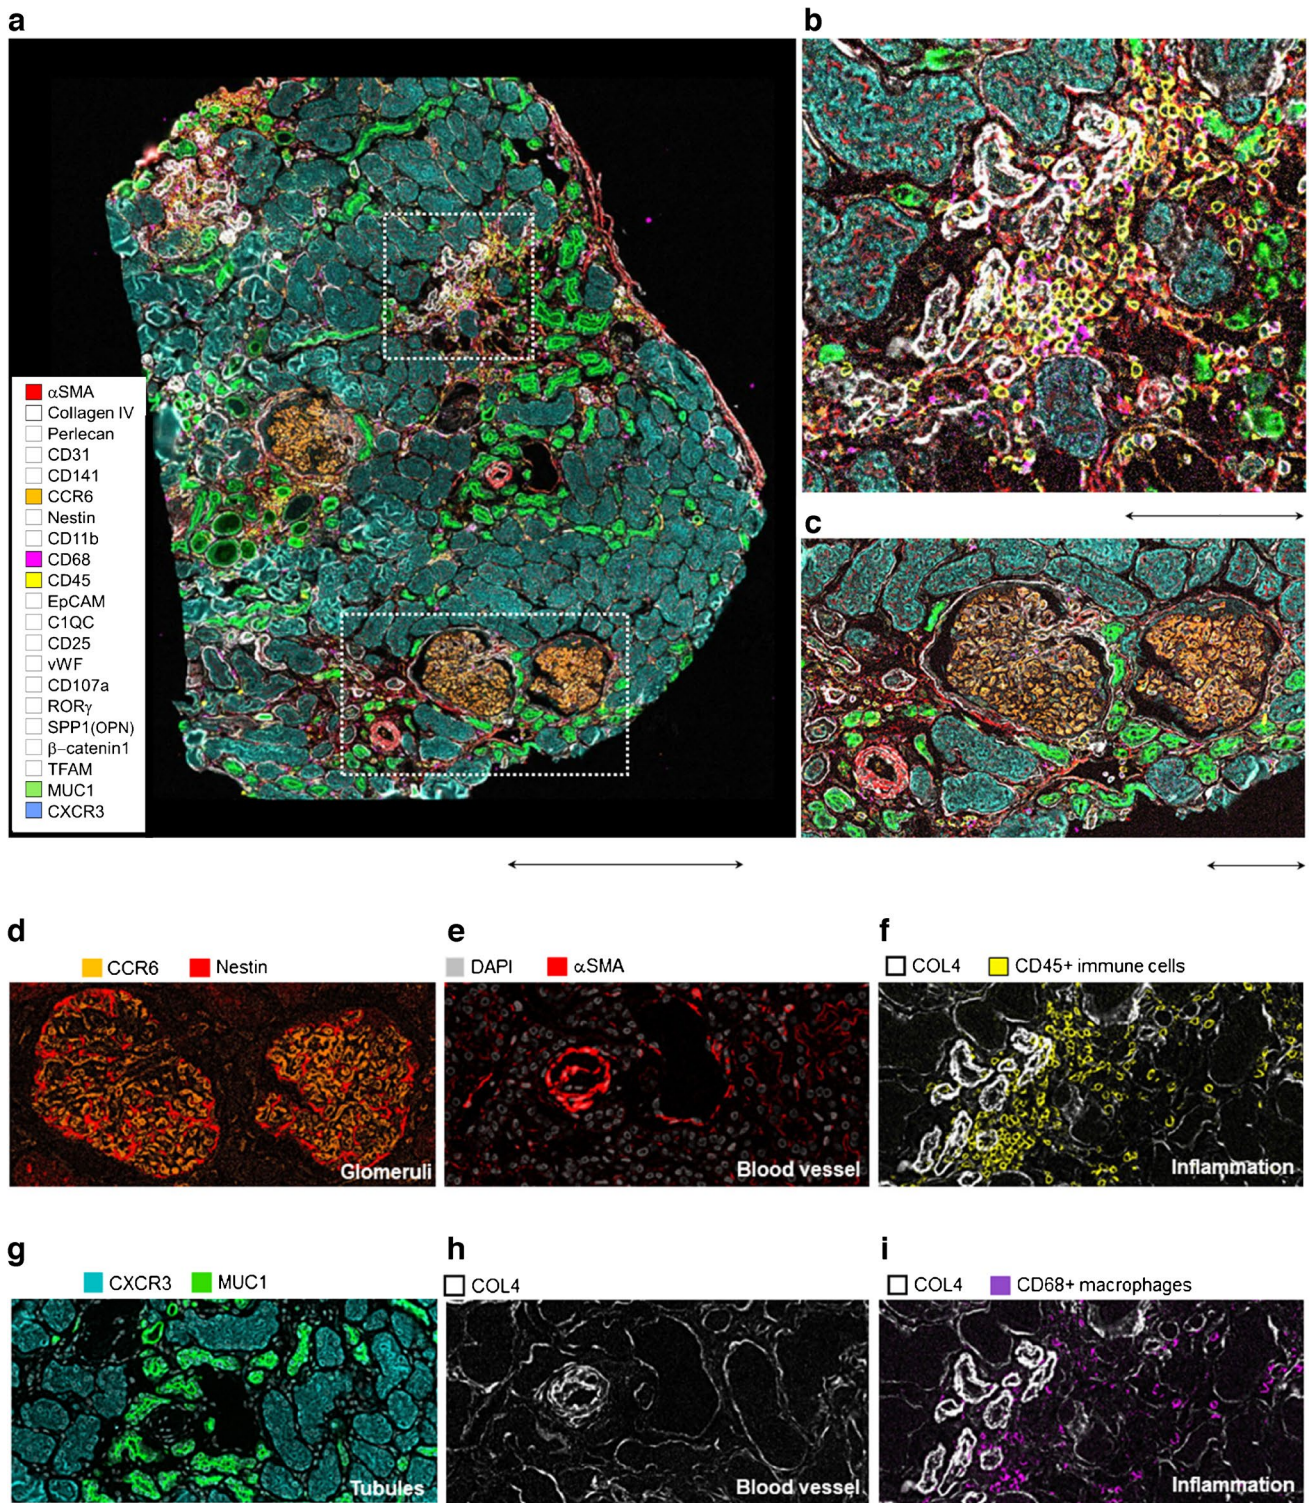 a
b
αSMA
Collagen IV
Perlecan
CD31
CD141
CCR6
Nestin
CD11b
CD68
CD45
EpCAM
C1QC
CD25
vWF
CD107a
RORγ
SPP1(OPN)
β–catenin1
TFAM
MUC1
CXCR3
c
d
CCR6 Nestin
Glomeruli
e
DAPI αSMA
Blood vessel
f
COL4 CD45+ immune cells
Inflammation
g
CXCR3 MUC1
Tubules
h
COL4
Blood vessel
i
COL4 CD68+ macrophages
Inflammation